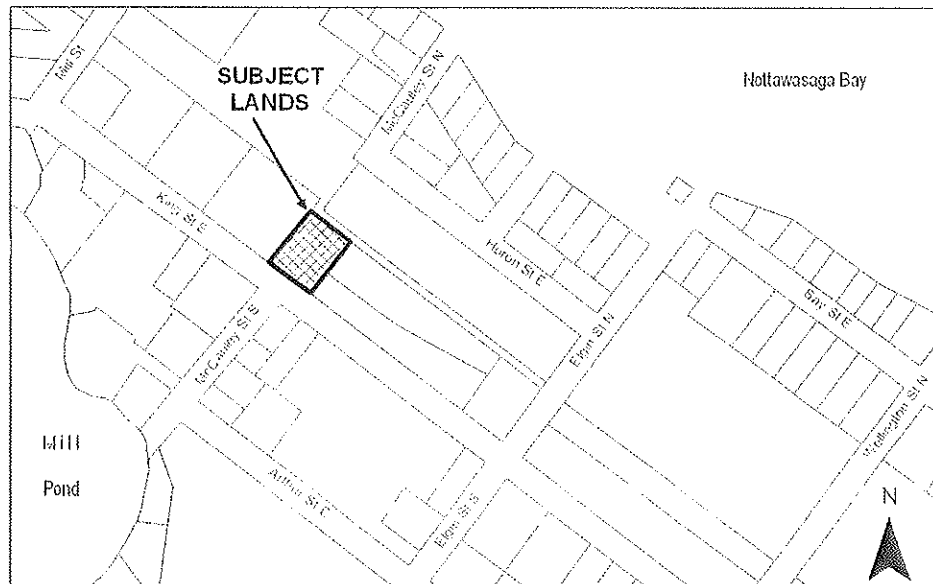 Mill St
SUBJECT
LANDS
McCauley St N
Nottawasaga Bay
King St E
Huron St E
Bay St E
Elgin St N
McCauley St S
Wellington St N
Mill
Pond
Arthur St E
Elgin St S
N